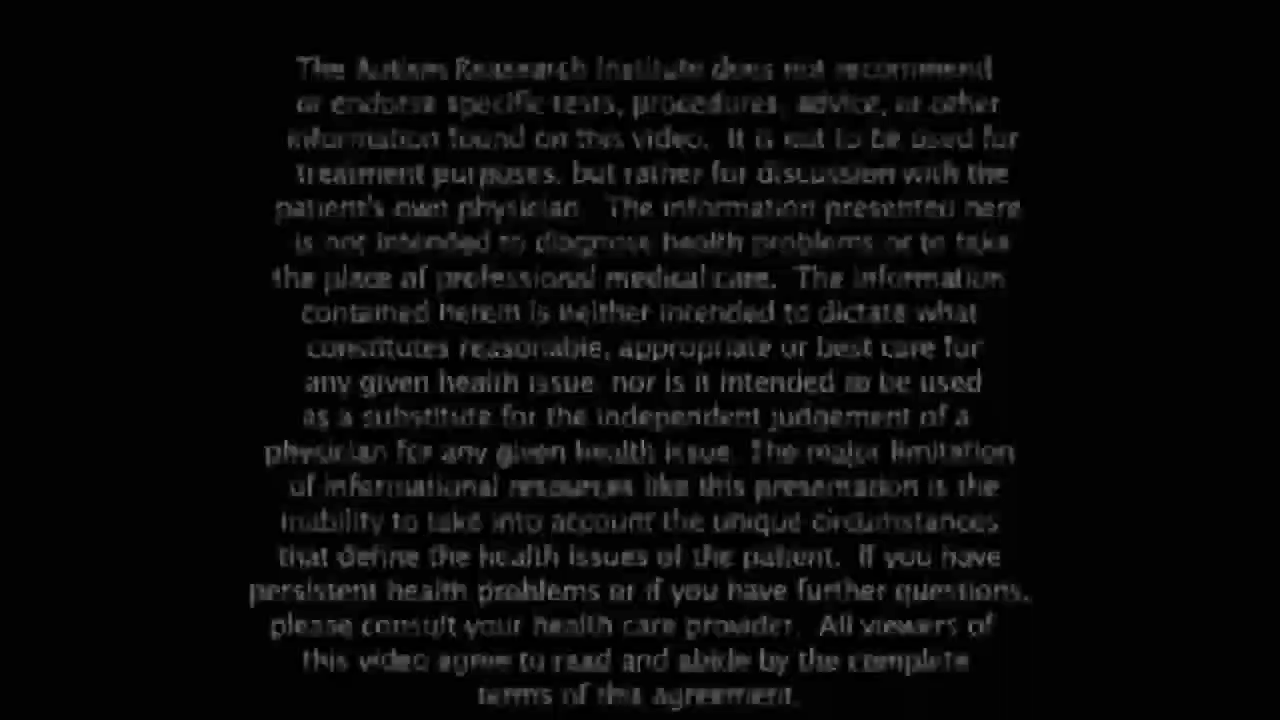 The Autism Reasearch Institute does not recommend
or endorse specific tests, procedures, advice, or other
information found on this video. It is not to be used for
treatment purposes, but rather for discussion with the
patient's own physician. The information presented here
is not intended to diagnose health problems or to take
the place of professional medical care. The information
contained herein is neither intended to dictate what
constitutes reasonable, appropriate or best care for
any given health issue, nor is it intended to be used
as a substitute for the independent judgement of a
physician for any given health issue. The major limitation
of informational resources like this presentation is the
inability to take into account the unique circumstances
that define the health issues of the patient. If you have
persistent health problems or if you have further questions,
please consult your health care provider. All viewers of
this video agree to read and abide by the complete
terms of this agreement.